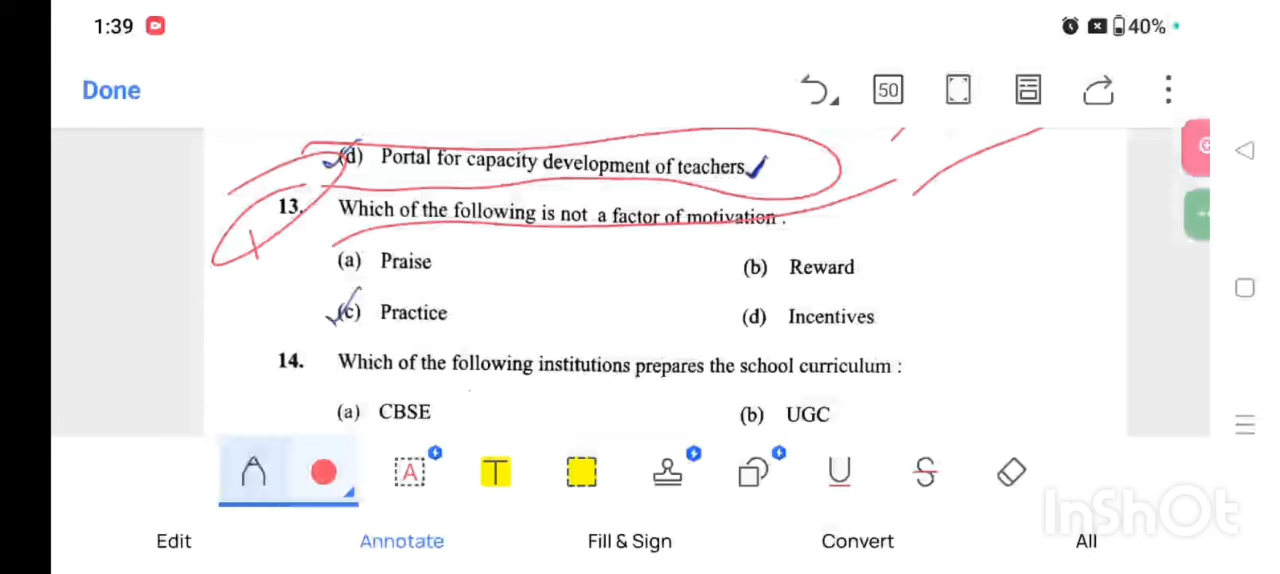 1:39
40%
Done
50
(d) Portal for capacity development of teachers
13. Which of the following is not a factor of motivation :
(a) Praise (b) Reward
(c) Practice (d) Incentives
14. Which of the following institutions prepares the school curriculum :
(a) CBSE (b) UGC
A T U S
InShOt
Edit Annotate Fill & Sign Convert All